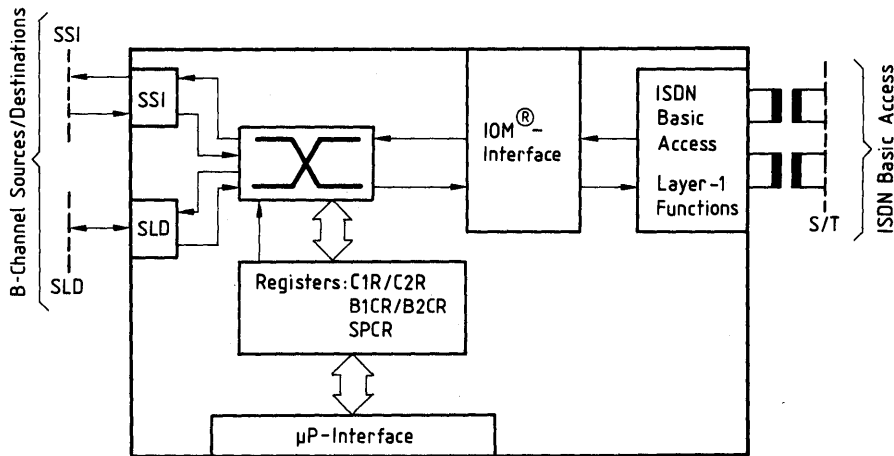 SSI
B-Channel Sources/Destinations
SLD
SSI
SLD
IOM®-
Interface
ISDN
Basic
Access
Layer-1
Functions
S/T
ISDN Basic Access
Registers: C1R/C2R
B1CR/B2CR
SPCR
µP-Interface